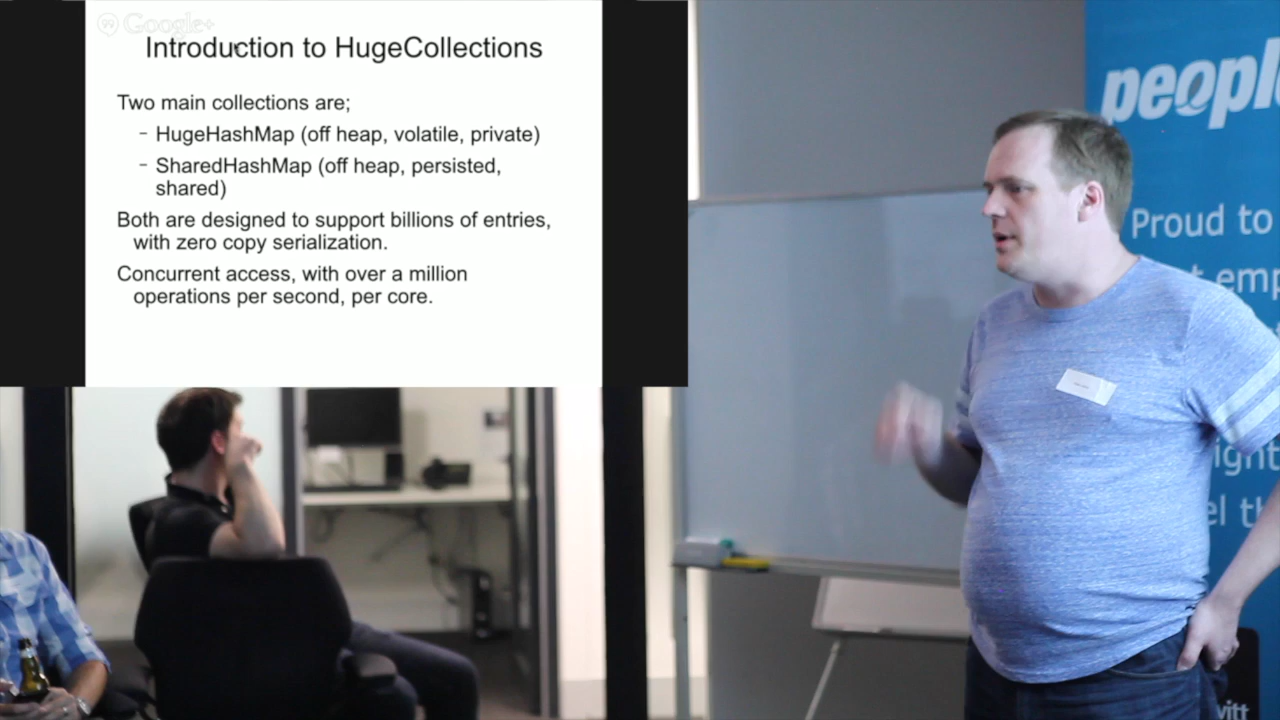 Google+
Introduction to HugeCollections
Two main collections are;
– HugeHashMap (off heap, volatile, private)
– SharedHashMap (off heap, persisted,
shared)
Both are designed to support billions of entries,
with zero copy serialization.
Concurrent access, with over a million
operations per second, per core.
peopl
Proud to
t emp
ight
el th
vitt